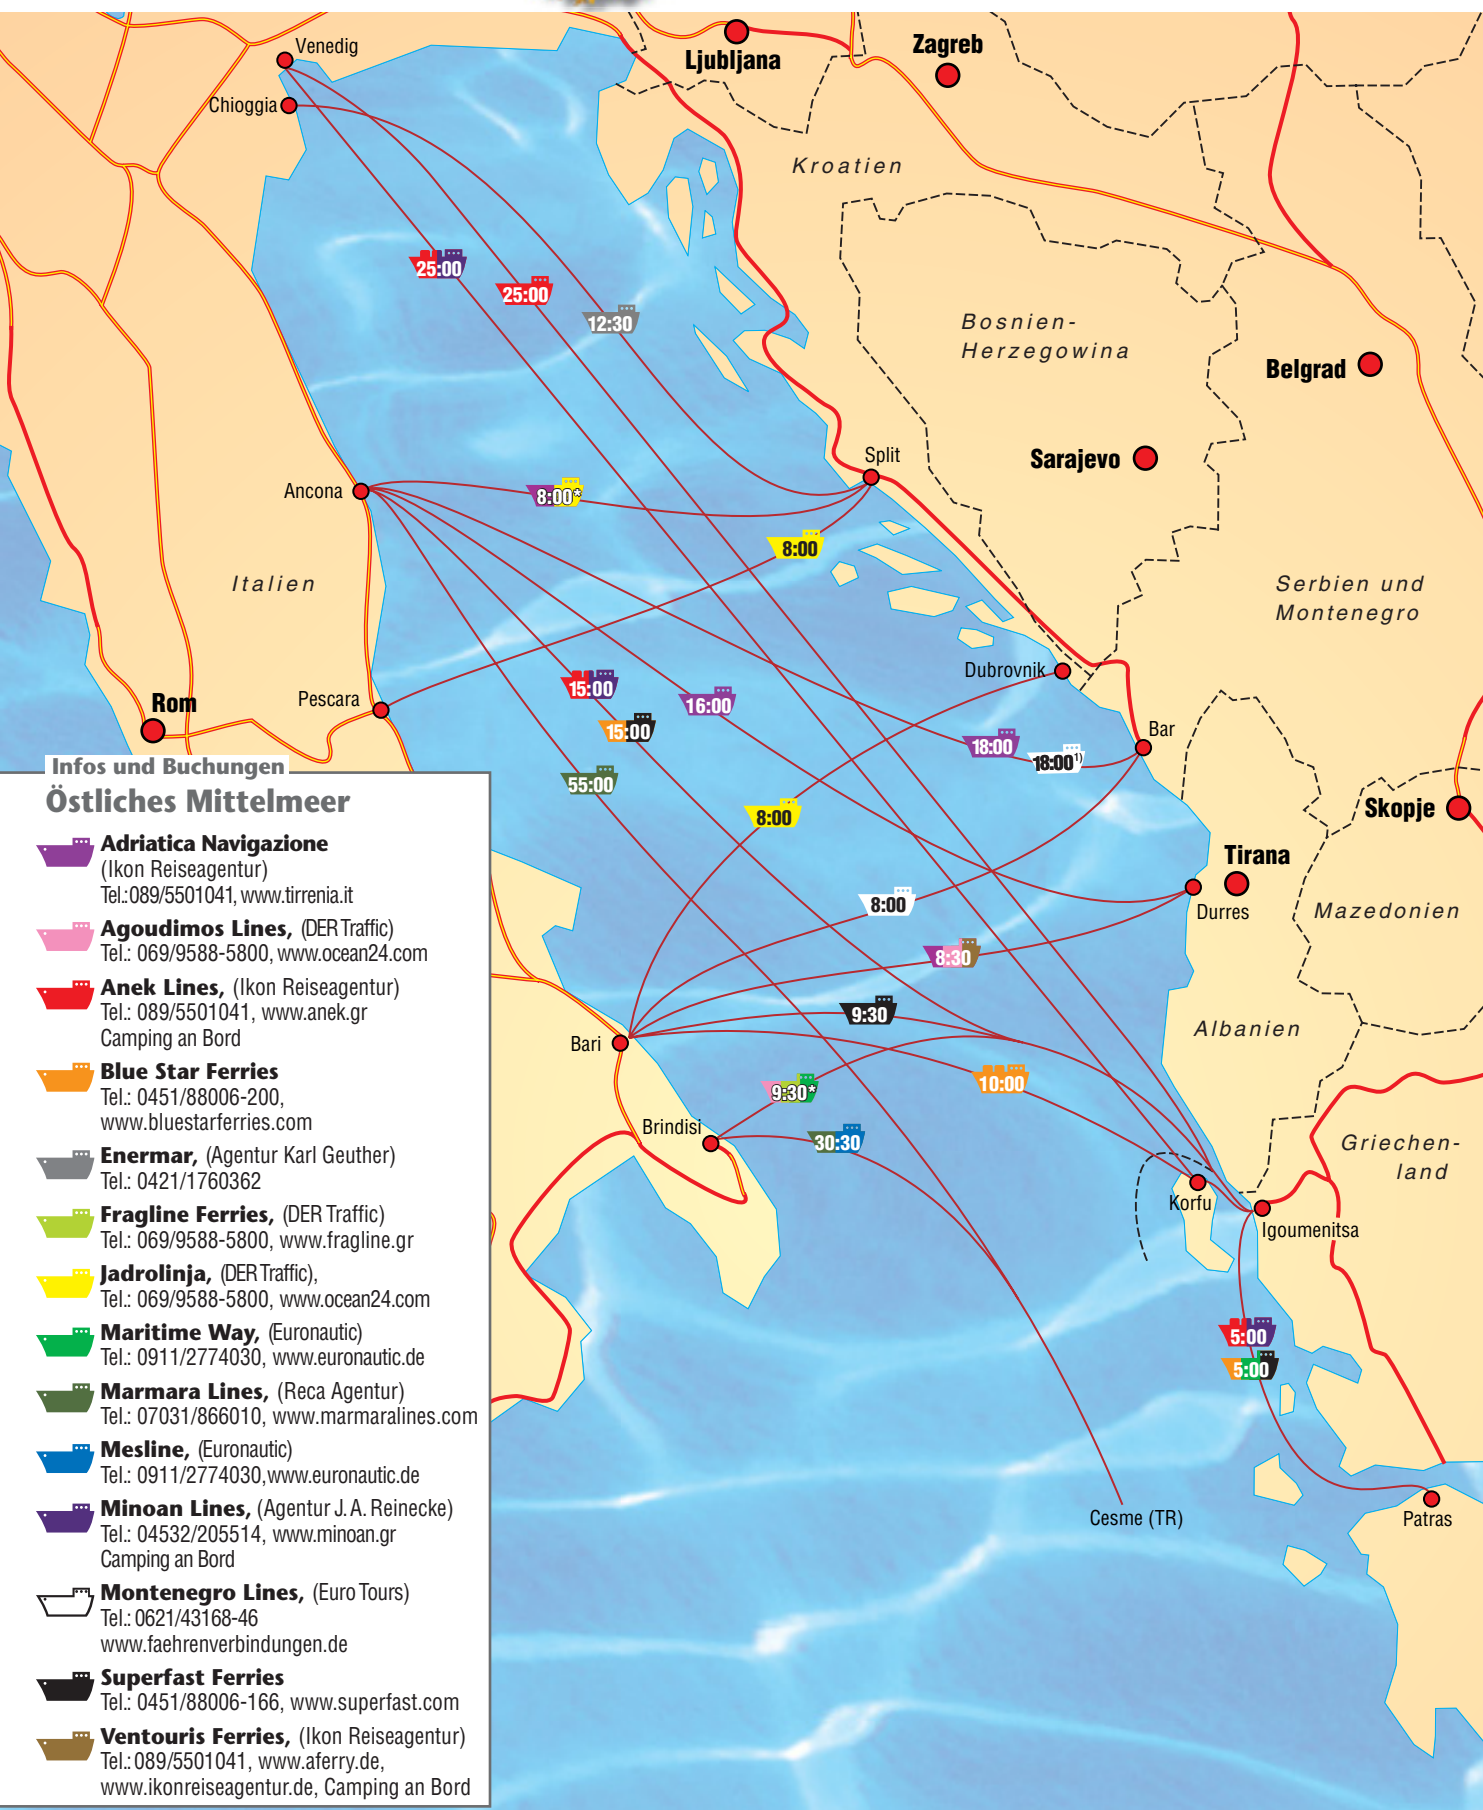 Venedig
Ljubljana
Zagreb
Chioggia
Kroatien
25:00
25:00
12:30
Bosnien-
Herzegowina
Belgrad
Split
Sarajevo
Ancona
8:00*
8:00
Italien
Serbien und
Montenegro
Dubrovnik
Pescara
Rom
15:00
16:00
15:00
55:00
18:00
18:00¹⁾
Bar
8:00
Skopje
Tirana
Durres
Mazedonien
8:00
8:30
9:30
Albanien
Bari
10:00
9:30*
Brindisi
30:30
Griechen-
land
Korfu
Igoumenitsa
5:00
5:00
Cesme (TR)
Patras
Infos und Buchungen
Östliches Mittelmeer
Adriatica Navigazione
(Ikon Reiseagentur)
Tel.:089/5501041, www.tirrenia.it
Agoudimos Lines, (DER Traffic)
Tel.: 069/9588-5800, www.ocean24.com
Anek Lines, (Ikon Reiseagentur)
Tel.: 089/5501041, www.anek.gr
Camping an Bord
Blue Star Ferries
Tel.: 0451/88006-200,
www.bluestarferries.com
Enermar, (Agentur Karl Geuther)
Tel.: 0421/1760362
Fragline Ferries, (DER Traffic)
Tel.: 069/9588-5800, www.fragline.gr
Jadrolinja, (DER Traffic),
Tel.: 069/9588-5800, www.ocean24.com
Maritime Way, (Euronautic)
Tel.: 0911/2774030, www.euronautic.de
Marmara Lines, (Reca Agentur)
Tel.: 07031/866010, www.marmaralines.com
Mesline, (Euronautic)
Tel.: 0911/2774030,www.euronautic.de
Minoan Lines, (Agentur J. A. Reinecke)
Tel.: 04532/205514, www.minoan.gr
Camping an Bord
Montenegro Lines, (Euro Tours)
Tel.: 0621/43168-46
www.faehrenverbindungen.de
Superfast Ferries
Tel.: 0451/88006-166, www.superfast.com
Ventouris Ferries, (Ikon Reiseagentur)
Tel.:089/5501041, www.aferry.de,
www.ikonreiseagentur.de, Camping an Bord